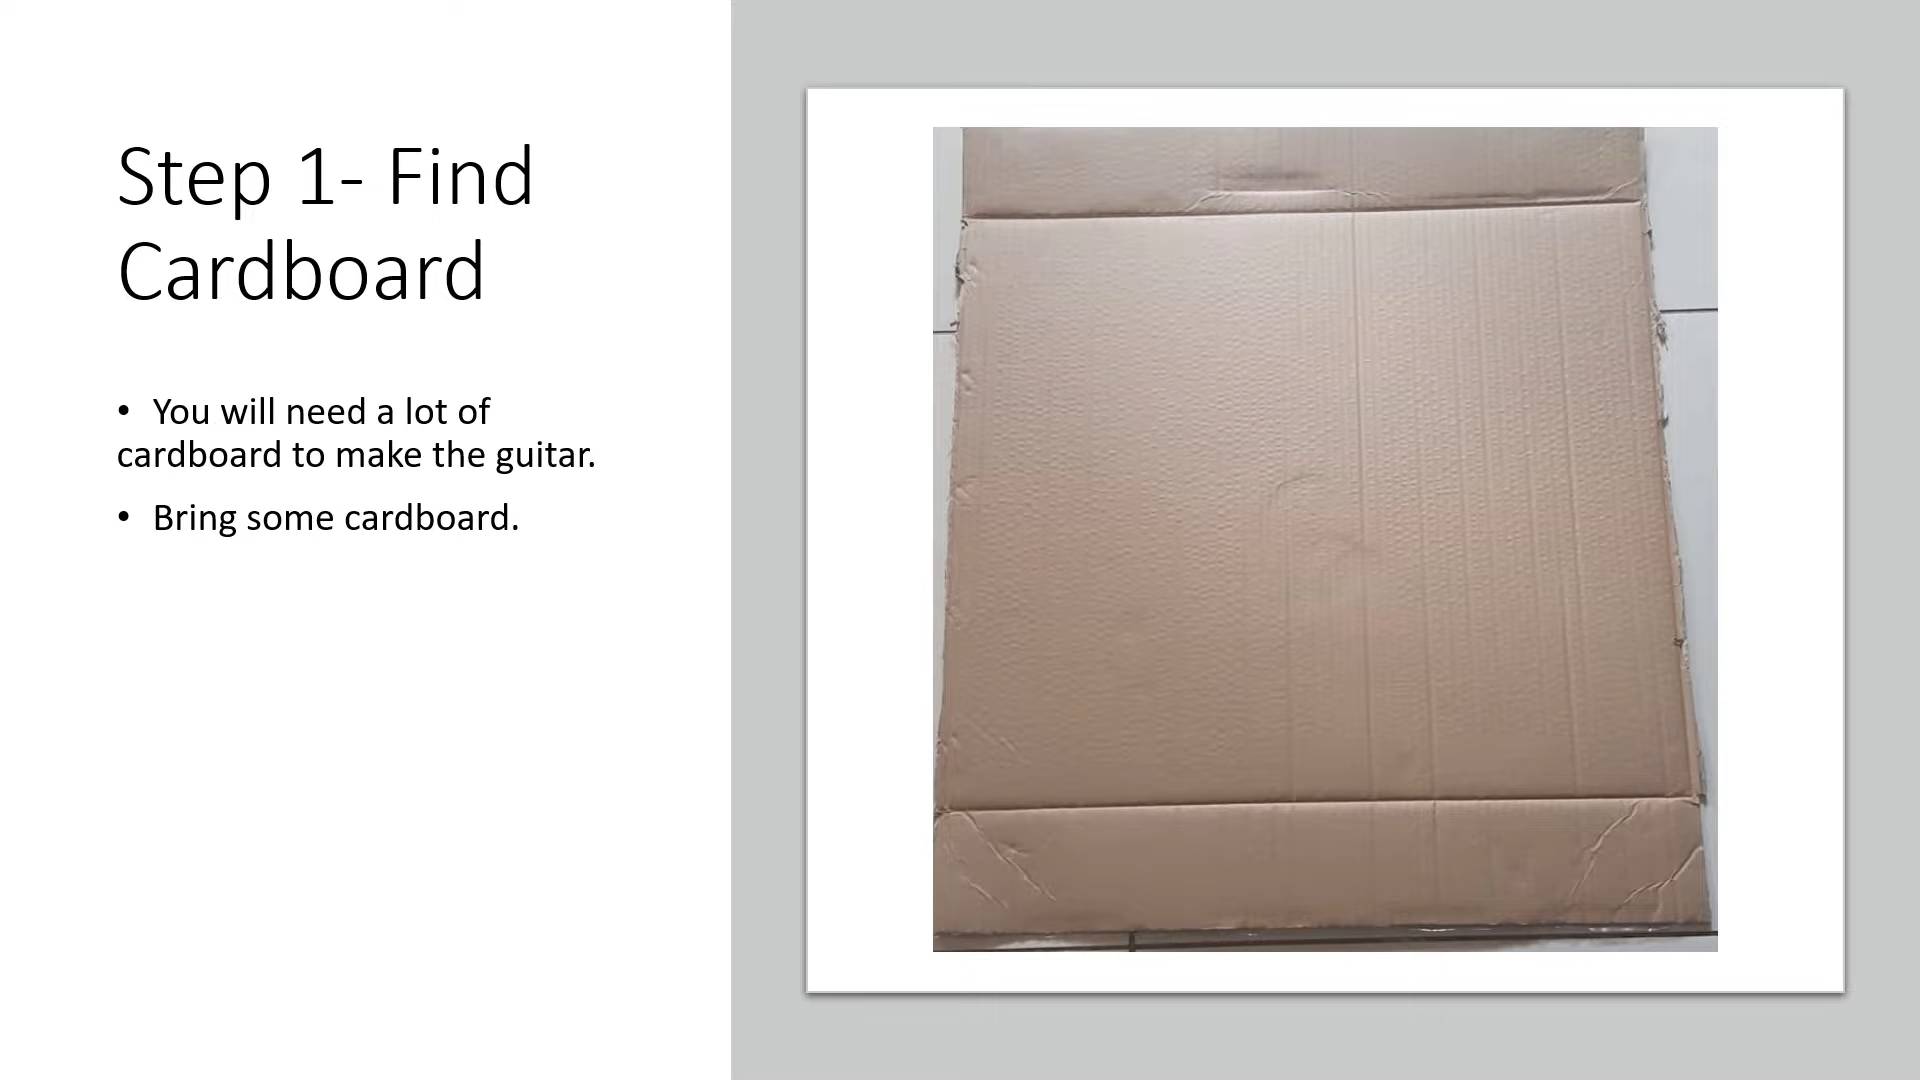 Step 1- Find
Cardboard
• You will need a lot of
cardboard to make the guitar.
• Bring some cardboard.